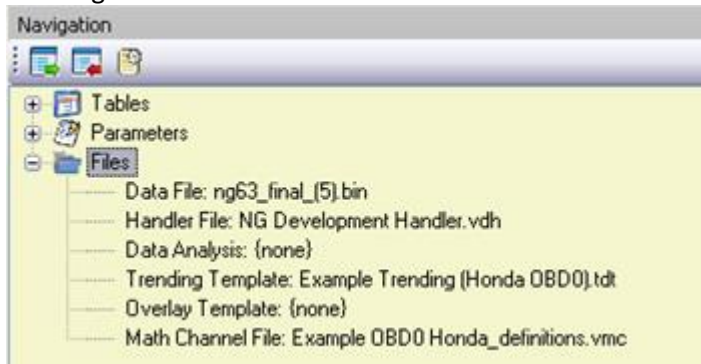 Navigation
Tables
Parameters
Files
Data File: ng63_final_(5).bin
Handler File: NG Development Handler.vdh
Data Analysis: {none}
Trending Template: Example Trending (Honda OBD0).tdt
Overlay Template: {none}
Math Channel File: Example OBD0 Honda_definitions.vmc